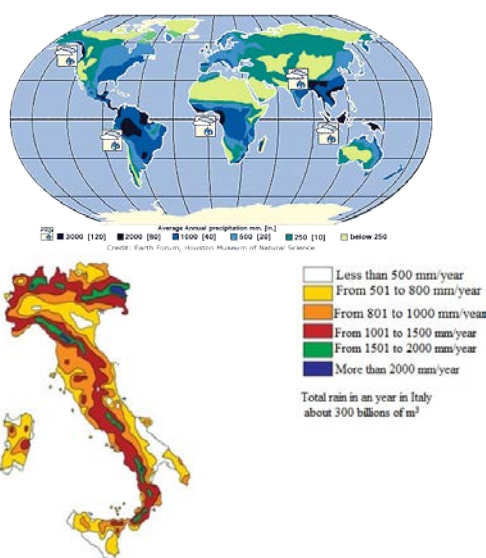 Average Annual precipitation mm. [in.]
3000 [120] 2000 [80] 1000 [40] 500 [20] 250 [10] below 250
Credit: Earth Forum, Houston Museum of Natural Science
Less than 500 mm/year
From 501 to 800 mm/year
From 801 to 1000 mm/year
From 1001 to 1500 mm/year
From 1501 to 2000 mm/year
More than 2000 mm/year
Total rain in an year in Italy
about 300 billions of m³